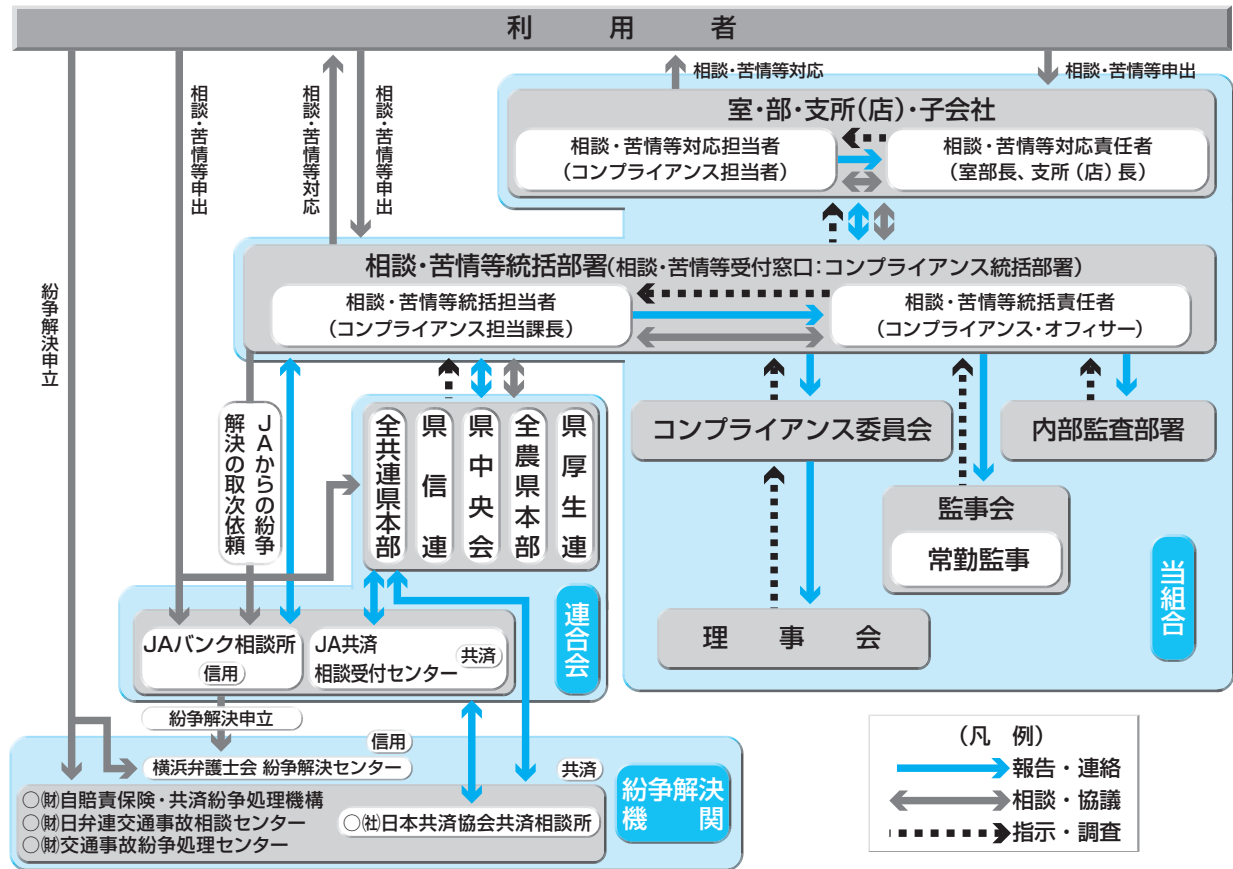 利用者
相談・苦情等対応
相談・苦情等申出
室・部・支所(店)・子会社
相談・苦情等対応担当者
(コンプライアンス担当者)
相談・苦情等対応責任者
(室部長、支所(店)長)
相談・苦情等申出
相談・苦情等対応
相談・苦情等申出
紛争解決申立
相談・苦情等統括部署(相談・苦情等受付窓口:コンプライアンス統括部署)
相談・苦情等統括担当者
(コンプライアンス担当課長)
相談・苦情等統括責任者
(コンプライアンス・オフィサー)
JAからの紛争
解決の取次依頼
全共連県本部
県信連
県中央会
全農県本部
県厚生連
コンプライアンス委員会
内部監査部署
監事会
常勤監事
理事会
当組合
連合会
JAバンク相談所
信用
JA共済
相談受付センター
共済
紛争解決申立
信用
横浜弁護士会 紛争解決センター
共済
○㈶自賠責保険・共済紛争処理機構
○㈶日弁連交通事故相談センター
○㈶交通事故紛争処理センター
○㈳日本共済協会共済相談所
紛争解決
機関
(凡 例)
報告・連絡
相談・協議
指示・調査